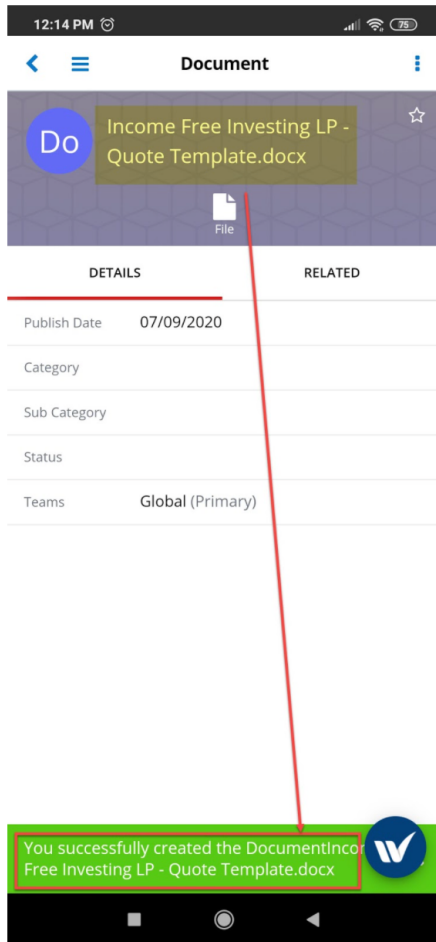 12:14 PM
75
Document
Do
Income Free Investing LP -
Quote Template.docx
File
DETAILS
RELATED
Publish Date 07/09/2020
Category
Sub Category
Status
Teams Global (Primary)
You successfully created the
Free Investing LP - Quote Template.docx